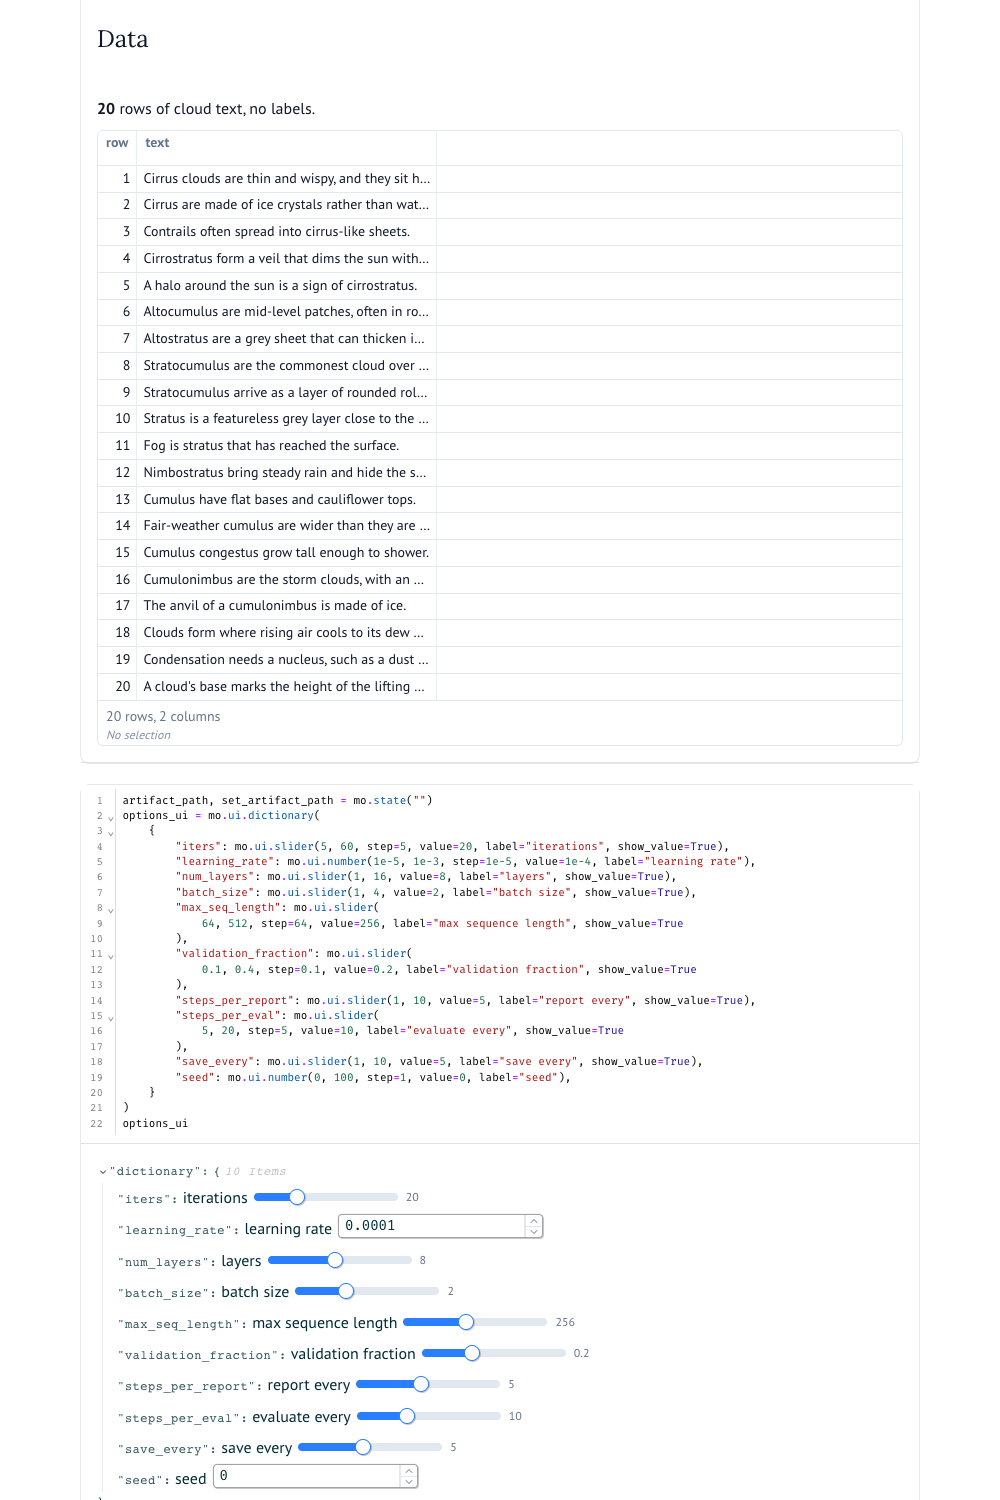 Data
20 rows of cloud text, no labels.
row text
1 Cirrus clouds are thin and wispy, and they sit h...
2 Cirrus are made of ice crystals rather than wat...
3 Contrails often spread into cirrus-like sheets.
4 Cirrostratus form a veil that dims the sun with...
5 A halo around the sun is a sign of cirrostratus.
6 Altocumulus are mid-level patches, often in ro...
7 Altostratus are a grey sheet that can thicken i...
8 Stratocumulus are the commonest cloud over ...
9 Stratocumulus arrive as a layer of rounded rol...
10 Stratus is a featureless grey layer close to the ...
11 Fog is stratus that has reached the surface.
12 Nimbostratus bring steady rain and hide the s...
13 Cumulus have flat bases and cauliflower tops.
14 Fair-weather cumulus are wider than they are ...
15 Cumulus congestus grow tall enough to shower.
16 Cumulonimbus are the storm clouds, with an ...
17 The anvil of a cumulonimbus is made of ice.
18 Clouds form where rising air cools to its dew ...
19 Condensation needs a nucleus, such as a dust ...
20 A cloud's base marks the height of the lifting ...
20 rows, 2 columns
No selection
1 artifact_path, set_artifact_path = mo.state("")
2 options_ui = mo.ui.dictionary(
3 {
4 "iters": mo.ui.slider(5, 60, step=5, value=20, label="iterations", show_value=True),
5 "learning_rate": mo.ui.number(1e-5, 1e-3, step=1e-5, value=1e-4, label="learning rate"),
6 "num_layers": mo.ui.slider(1, 16, value=8, label="layers", show_value=True),
7 "batch_size": mo.ui.slider(1, 4, value=2, label="batch size", show_value=True),
8 "max_seq_length": mo.ui.slider(
9 64, 512, step=64, value=256, label="max sequence length", show_value=True
10 ),
11 "validation_fraction": mo.ui.slider(
12 0.1, 0.4, step=0.1, value=0.2, label="validation fraction", show_value=True
13 ),
14 "steps_per_report": mo.ui.slider(1, 10, value=5, label="report every", show_value=True),
15 "steps_per_eval": mo.ui.slider(
16 5, 20, step=5, value=10, label="evaluate every", show_value=True
17 ),
18 "save_every": mo.ui.slider(1, 10, value=5, label="save every", show_value=True),
19 "seed": mo.ui.number(0, 100, step=1, value=0, label="seed"),
20 }
21 )
22 options_ui
"dictionary": { 10 Items
"iters": iterations 20
"learning_rate": learning rate 0.0001
"num_layers": layers 8
"batch_size": batch size 2
"max_seq_length": max sequence length 256
"validation_fraction": validation fraction 0.2
"steps_per_report": report every 5
"steps_per_eval": evaluate every 10
"save_every": save every 5
"seed": seed 0